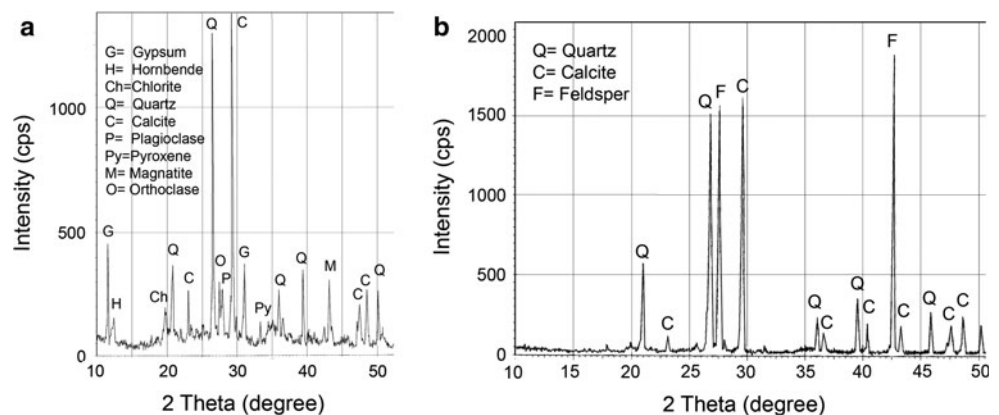 a
G= Gypsum
H= Hornbende
Ch=Chlorite
Q= Quartz
C= Calcite
P= Plagioclase
Py=Pyroxene
M= Magnatite
O= Orthoclase
Intensity (cps)
1000
500
0
G
H
Ch
Q
C
Q
C
O
P
G
Py
Q
Q
M
C
C
Q
10 20 30 40 50
2 Theta (degree)
b
Q= Quartz
C= Calcite
F= Feldsper
Intensity (cps)
2000
1500
1000
500
0
Q
C
Q
F
C
Q
C
Q
C
F
C
Q
C
C
10 15 20 25 30 35 40 45 50
2 Theta (degree)